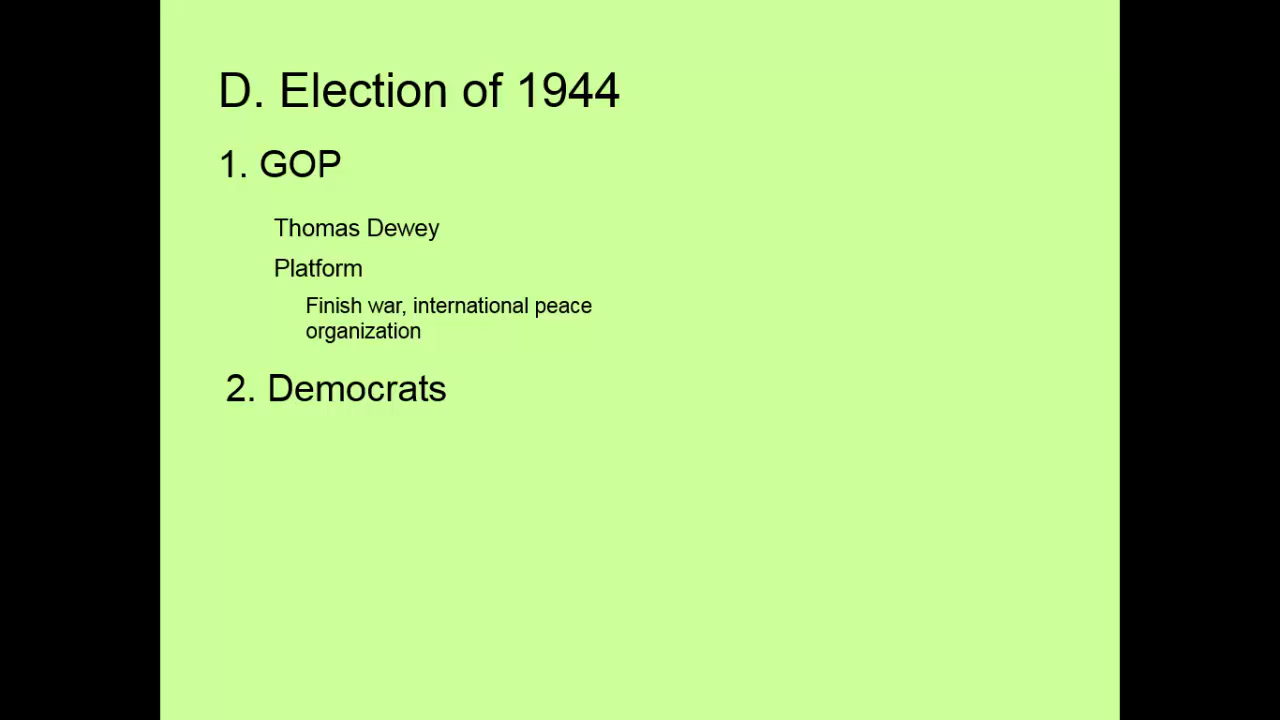 D. Election of 1944
1. GOP
Thomas Dewey
Platform
Finish war, international peace
organization
2. Democrats